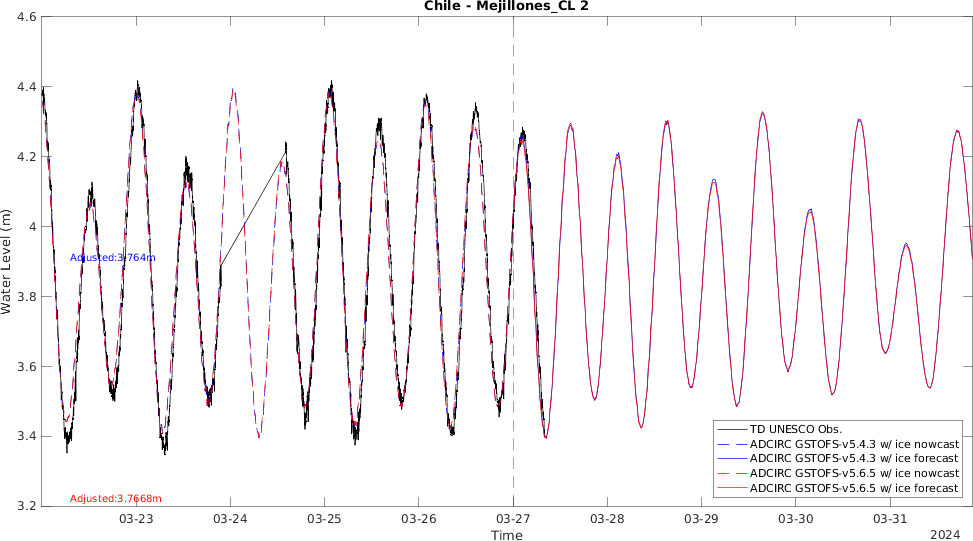 Chile - Mejillones_CL 2
4.6
4.4
4.2
4
3.8
3.6
3.4
3.2
Water Level (m)
Adjusted:3.764m
Adjusted:3.7668m
TD UNESCO Obs.
ADCIRC GSTOFS-v5.4.3 w/ ice nowcast
ADCIRC GSTOFS-v5.4.3 w/ ice forecast
ADCIRC GSTOFS-v5.6.5 w/ ice nowcast
ADCIRC GSTOFS-v5.6.5 w/ ice forecast
03-23 03-24 03-25 03-26 03-27 03-28 03-29 03-30 03-31
Time
2024